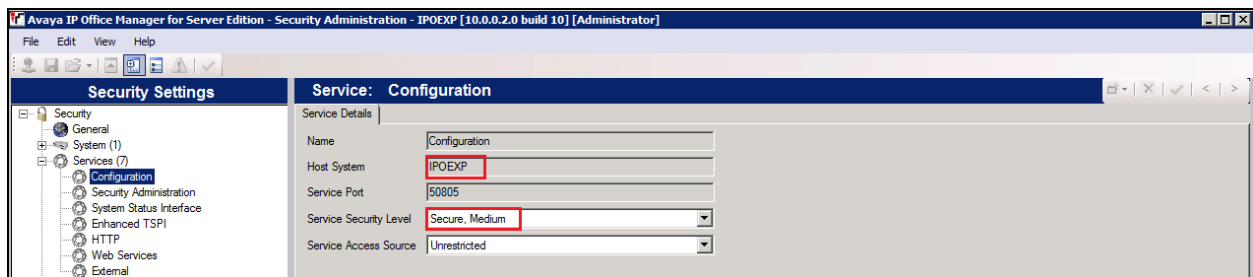 Avaya IP Office Manager for Server Edition - Security Administration - IPOEXP [10.0.0.2.0 build 10] [Administrator]
File Edit View Help
Security Settings
Service: Configuration
Security
General
System (1)
Services (7)
Configuration
Security Administration
System Status Interface
Enhanced TSPI
HTTP
Web Services
External
Service Details
Name Configuration
Host System IPOEXP
Service Port 50805
Service Security Level Secure, Medium
Service Access Source Unrestricted